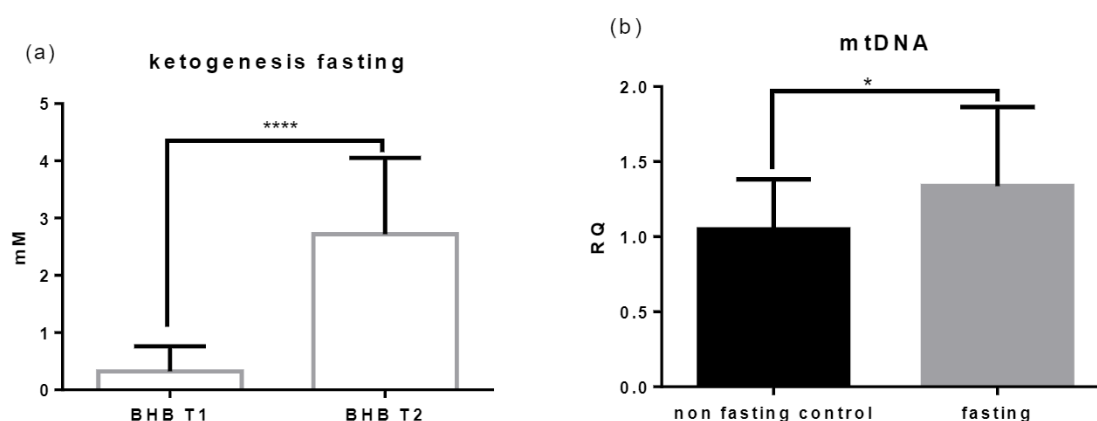 (a)
ketogenesis fasting
5
4
3
2
1
0
mM
****
BHB T1
BHB T2
(b)
mtDNA
2.0
1.5
1.0
0.5
0.0
RQ
*
non fasting control
fasting